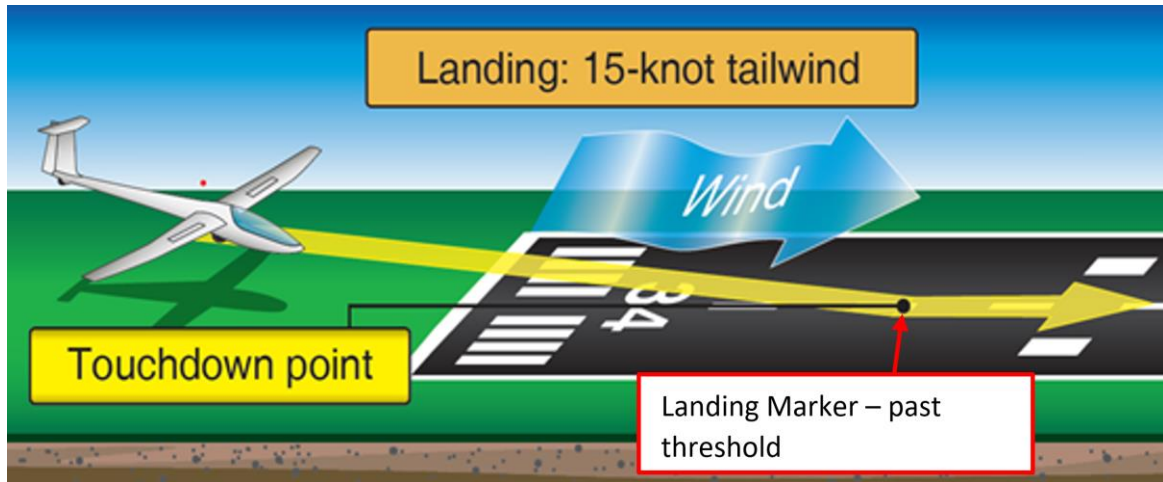 Landing: 15-knot tailwind
Wind
34
Touchdown point
Landing Marker – past
threshold